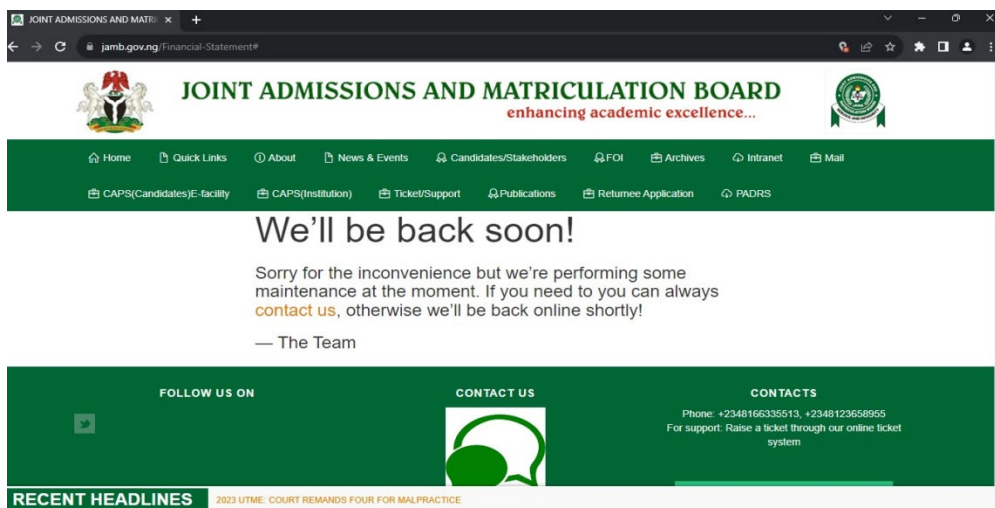 JOINT ADMISSIONS AND MATRI
jamb.gov.ng/Financial-Statement#
JOINT ADMISSIONS AND MATRICULATION BOARD
enhancing academic excellence...
Home Quick Links About News & Events Candidates/Stakeholders FOI Archives Intranet Mail
CAPS(Candidates)E-facility CAPS(Institution) Ticket/Support Publications Returnee Application PADRS
We'll be back soon!
Sorry for the inconvenience but we're performing some
maintenance at the moment. If you need to you can always
contact us, otherwise we'll be back online shortly!
— The Team
FOLLOW US ON
CONTACT US
CONTACTS
Phone: +2348166335513, +2348123658955
For support: Raise a ticket through our online ticket
system
RECENT HEADLINES 2023 UTME: COURT REMANDS FOUR FOR MALPRACTICE